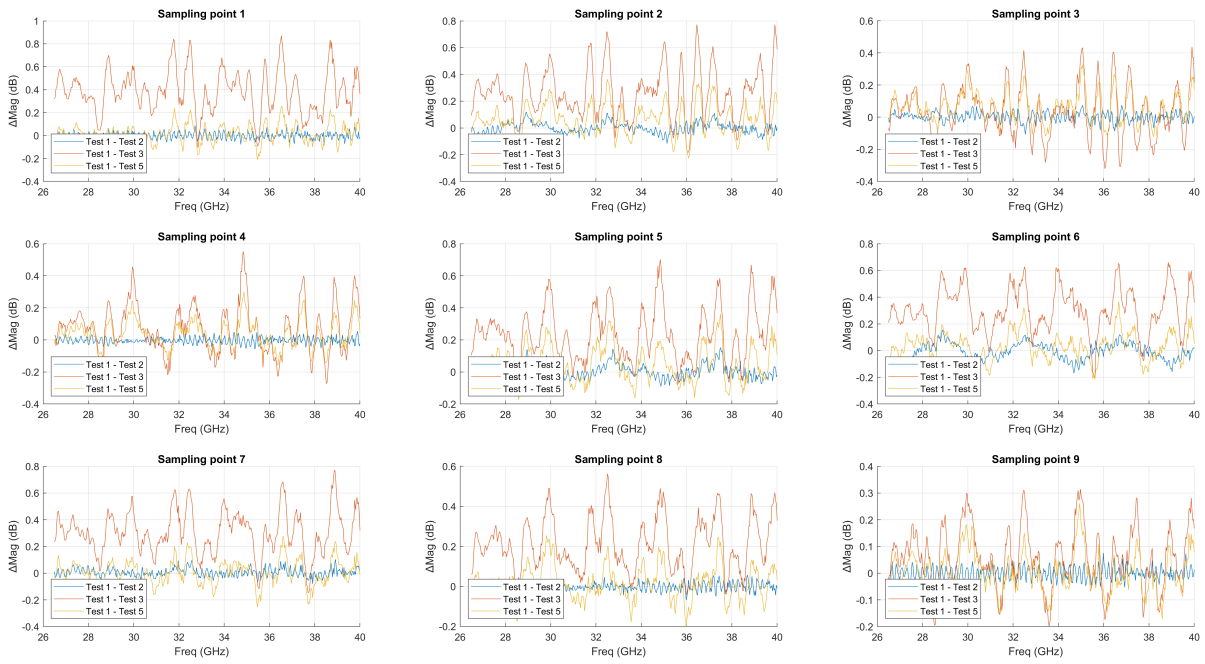 Sampling point 1
1
0.8
0.6
0.4
0.2
0
-0.2
-0.4
ΔMag (dB)
Test 1 - Test 2
Test 1 - Test 3
Test 1 - Test 5
26 28 30 32 34 36 38 40
Freq (GHz)
Sampling point 2
0.8
0.6
0.4
0.2
0
-0.2
-0.4
ΔMag (dB)
Test 1 - Test 2
Test 1 - Test 3
Test 1 - Test 5
26 28 30 32 34 36 38 40
Freq (GHz)
Sampling point 3
0.6
0.4
0.2
0
-0.2
-0.4
ΔMag (dB)
Test 1 - Test 2
Test 1 - Test 3
Test 1 - Test 5
26 28 30 32 34 36 38 40
Freq (GHz)
Sampling point 4
0.6
0.4
0.2
0
-0.2
-0.4
ΔMag (dB)
Test 1 - Test 2
Test 1 - Test 3
Test 1 - Test 5
26 28 30 32 34 36 38 40
Freq (GHz)
Sampling point 5
0.8
0.6
0.4
0.2
0
-0.2
ΔMag (dB)
Test 1 - Test 2
Test 1 - Test 3
Test 1 - Test 5
26 28 30 32 34 36 38 40
Freq (GHz)
Sampling point 6
0.8
0.6
0.4
0.2
0
-0.2
-0.4
ΔMag (dB)
Test 1 - Test 2
Test 1 - Test 3
Test 1 - Test 5
26 28 30 32 34 36 38 40
Freq (GHz)
Sampling point 7
0.8
0.6
0.4
0.2
0
-0.2
-0.4
ΔMag (dB)
Test 1 - Test 2
Test 1 - Test 3
Test 1 - Test 5
26 28 30 32 34 36 38 40
Freq (GHz)
Sampling point 8
0.6
0.4
0.2
0
-0.2
ΔMag (dB)
Test 1 - Test 2
Test 1 - Test 3
Test 1 - Test 5
26 28 30 32 34 36 38 40
Freq (GHz)
Sampling point 9
0.4
0.3
0.2
0.1
0
-0.1
-0.2
ΔMag (dB)
Test 1 - Test 2
Test 1 - Test 3
Test 1 - Test 5
26 28 30 32 34 36 38 40
Freq (GHz)